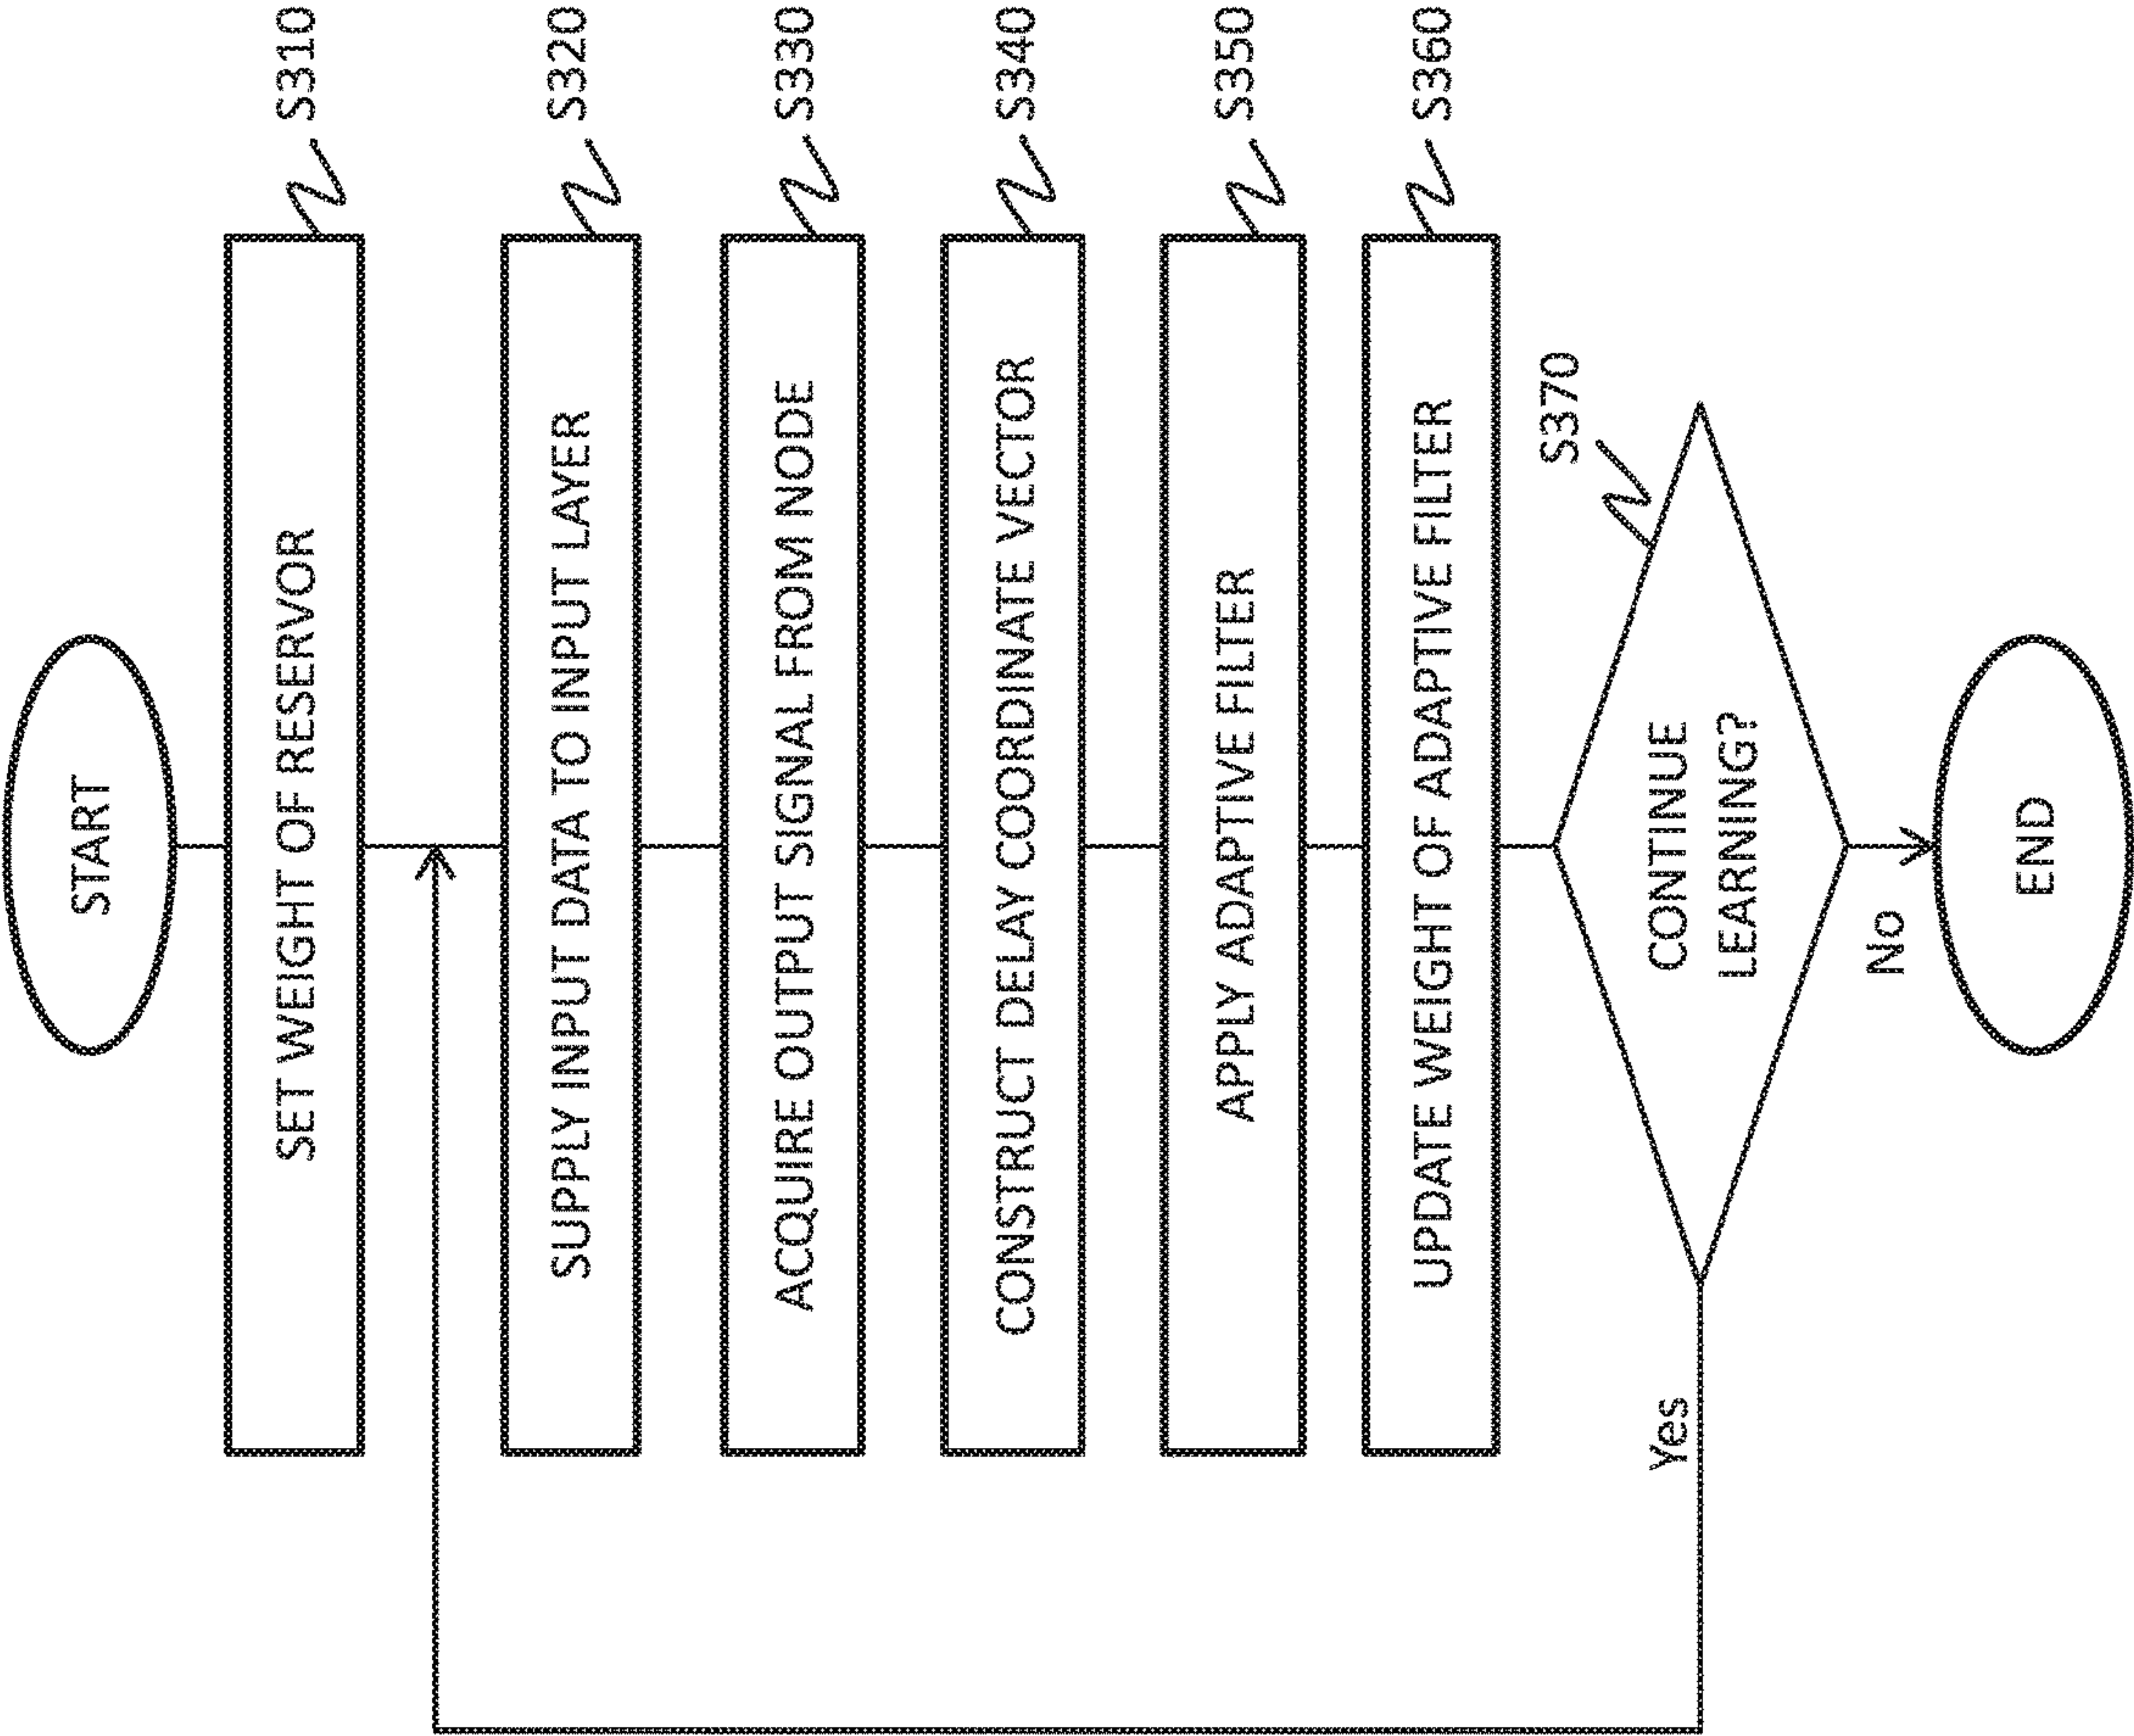 START
SET WEIGHT OF RESERVOR
S310
SUPPLY INPUT DATA TO INPUT LAYER
S320
ACQUIRE OUTPUT SIGNAL FROM NODE
S330
CONSTRUCT DELAY COORDINATE VECTOR
S340
APPLY ADAPTIVE FILTER
S350
UPDATE WEIGHT OF ADAPTIVE FILTER
S360
S370
CONTINUE
LEARNING?
Yes
No
END